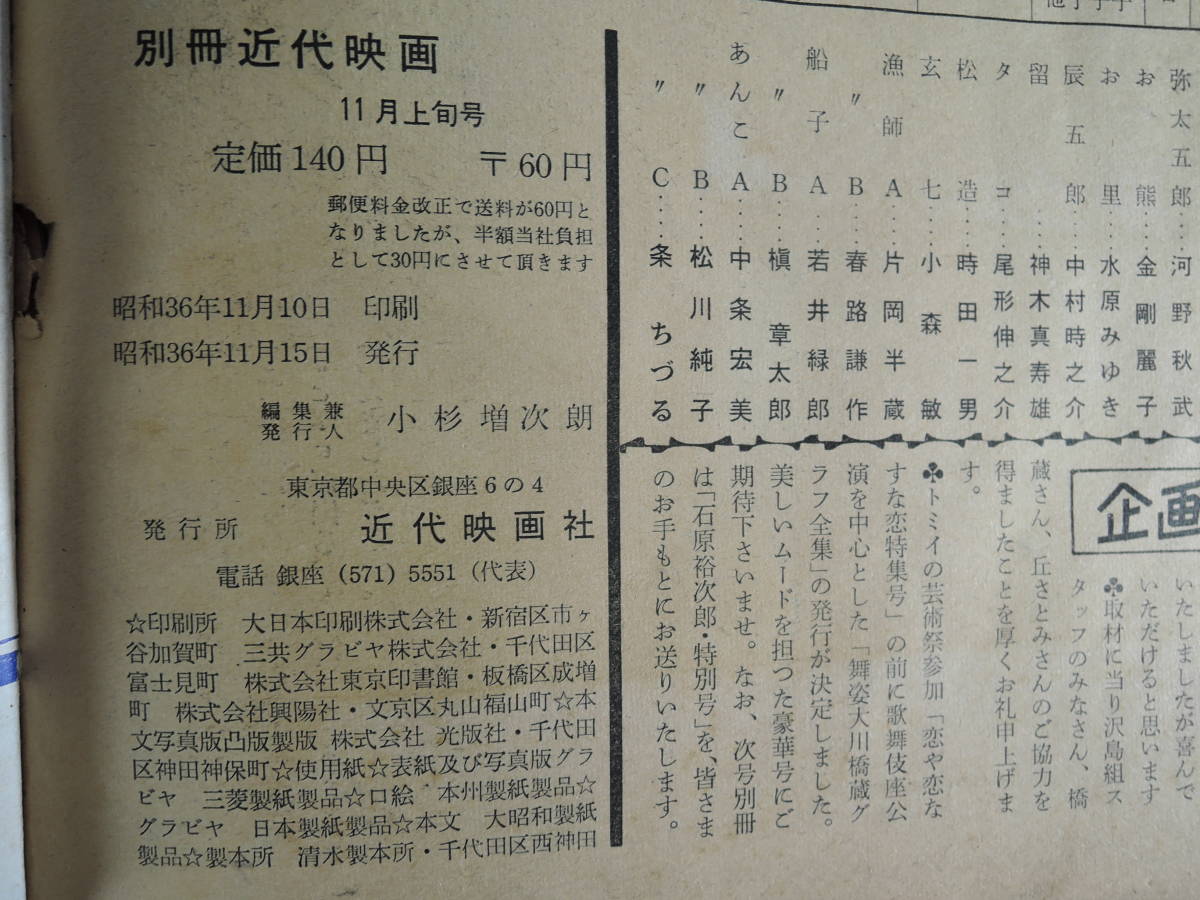 別冊近代映画
11月上旬号
定価140円 〒60円
郵便料金改正で送料が60円と
なりましたが、半額当社負担
として30円にさせて頂きます
昭和36年11月10日 印刷
昭和36年11月15日 発行
編集兼
発行人 小杉増次朗
東京都中央区銀座6の4
発行所 近代映画社
電話 銀座 (571) 5551 (代表)
☆印刷所 大日本印刷株式会社・新宿区市ヶ
谷加賀町 三共グラビヤ株式会社・千代田区
富士見町 株式会社東京印書館・板橋区成増
町 株式会社興陽社・文京区丸山福山町☆本
文写真版凸版製版 株式会社 光版社・千代田
区神田神保町☆使用紙☆表紙及び写真版グラ
ビヤ 三菱製紙製品☆口絵 本州製紙製品☆
グラビヤ 日本製紙製品☆本文 大昭和製紙
製品☆製本所 清水製本所・千代田区西神田
弥太五郎‥‥河野秋武
お熊‥‥金剛麗子
お里‥‥水原みゆき
辰五郎‥‥中村時之介
留‥‥神木真寿雄
タコ‥‥尾形伸之介
松造‥‥時田一男
玄七‥‥小森敏
漁師A‥‥片岡半蔵
〃B‥‥春路謙作
船子A‥‥若井緑郎
〃B‥‥槇章太郎
あんこA‥‥中条宏美
〃B‥‥松川純子
〃C‥‥条ちづる
企画
いたしましたが喜んで
いただけると思います
♣取材に当り沢島組ス
タッフのみなさん、橋
蔵さん、丘さとみさんのご協力を
得ましたことを厚くお礼申上げま
す。
♣トミイの芸術祭参加「恋や恋な
すな恋特集号」の前に歌舞伎座公
演を中心とした「舞姿大川橋蔵グ
ラフ全集」の発行が決定しました。
美しいムードを担つた豪華号にご
期待下さいませ。なお、次号別冊
は「石原裕次郎・特別号」を、皆さま
のお手もとにお送りいたします。